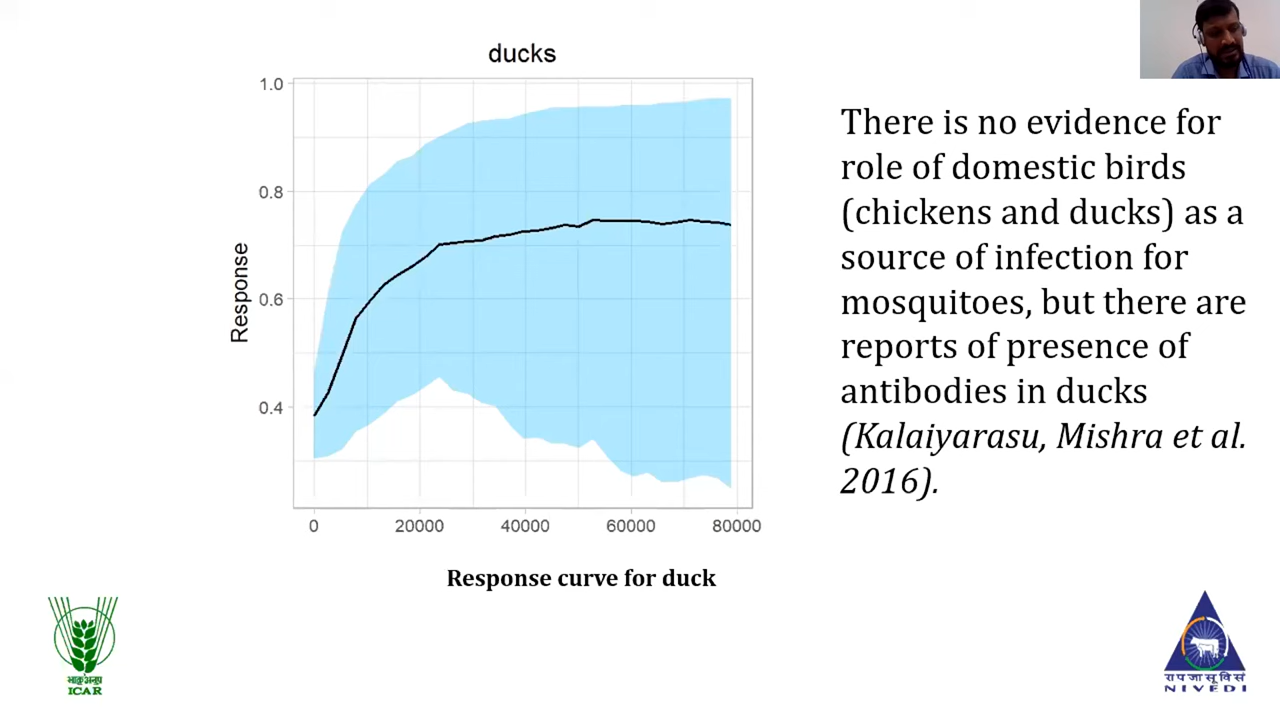 ducks
1.0
0.8
0.6
0.4
Response
0
20000
40000
60000
80000
Response curve for duck
There is no evidence for
role of domestic birds
(chickens and ducks) as a
source of infection for
mosquitoes, but there are
reports of presence of
antibodies in ducks
(Kalaiyarasu, Mishra et al.
2016).
भाकृअनुप
ICAR
रा प जा सू वि सं
N I V E D I